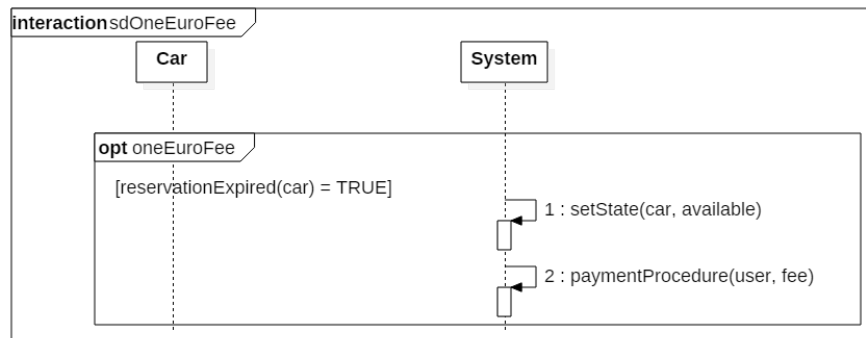 interaction sdOneEuroFee
Car
System
opt oneEuroFee
[reservationExpired(car) = TRUE]
1 : setState(car, available)
2 : paymentProcedure(user, fee)